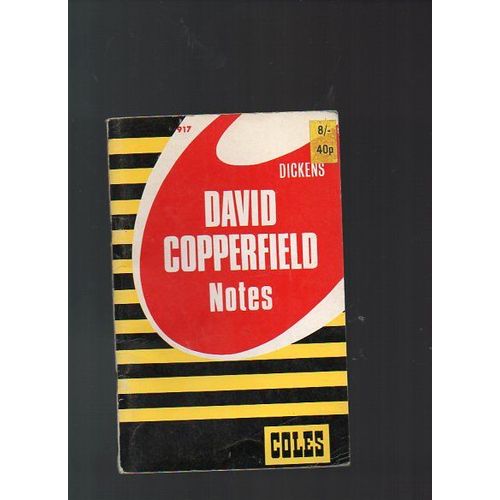 917
8/-
40p
DICKENS
DAVID
COPPERFIELD
Notes
COLES